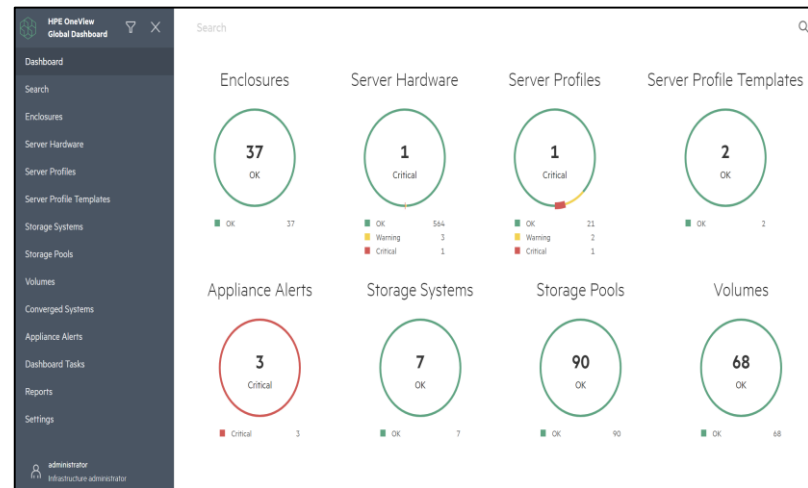 HPE OneView
Global Dashboard
Dashboard
Search
Enclosures
Server Hardware
Server Profiles
Server Profile Templates
Storage Systems
Storage Pools
Volumes
Converged Systems
Appliance Alerts
Dashboard Tasks
Reports
Settings
administrator
Infrastructure administrator
Search
Enclosures
37
OK
OK 37
Server Hardware
1
Critical
OK 564
Warning 3
Critical 1
Server Profiles
1
Critical
OK 21
Warning 2
Critical 1
Server Profile Templates
2
OK
OK 2
Appliance Alerts
3
Critical
Critical 3
Storage Systems
7
OK
OK 7
Storage Pools
90
OK
OK 90
Volumes
68
OK
OK 68